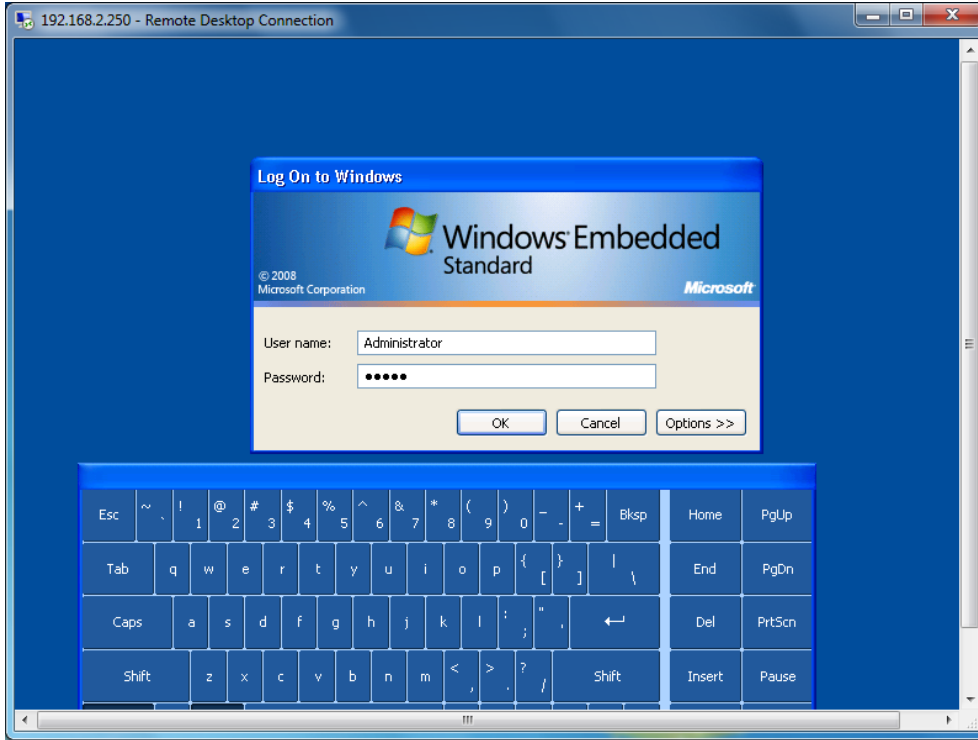 192.168.2.250 - Remote Desktop Connection
Log On to Windows
Windows Embedded
Standard
© 2008
Microsoft Corporation
Microsoft
User name: Administrator
Password: •••••
OK Cancel Options >>
Esc ~ ` ! 1 @ 2 # 3 $ 4 % 5 ^ 6 & 7 * 8 ( 9 ) 0 _ - + = Bksp Home PgUp
Tab q w e r t y u i o p { [ } ] | \ End PgDn
Caps a s d f g h j k l : ; " ' Del PrtScn
Shift z x c v b n m < , > . ? / Shift Insert Pause